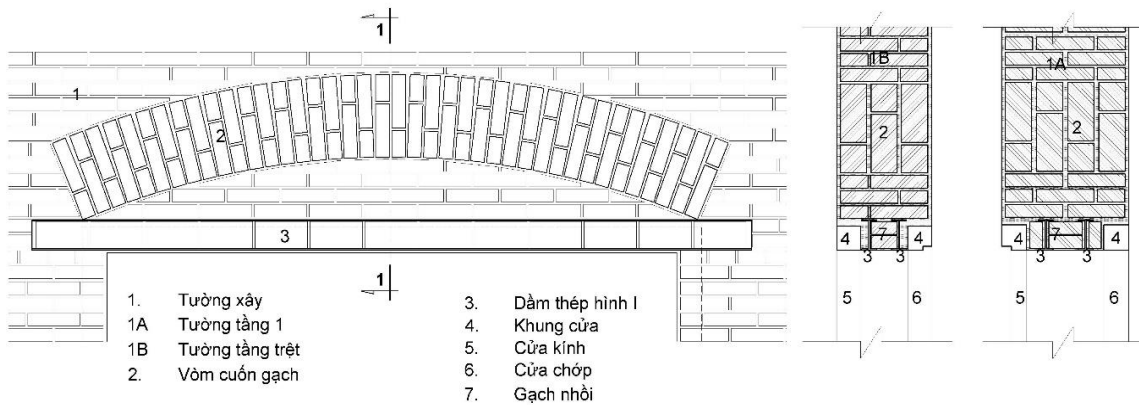 1
1
2
3
1
1. Tường xây
1A Tường tầng 1
1B Tường tầng trệt
2. Vòm cuốn gạch
3. Dầm thép hình I
4. Khung cửa
5. Cửa kính
6. Cửa chớp
7. Gạch nhồi
1B
2
4 7 4
3 3
5 6
1A
2
4 7 4
3 3
5 6